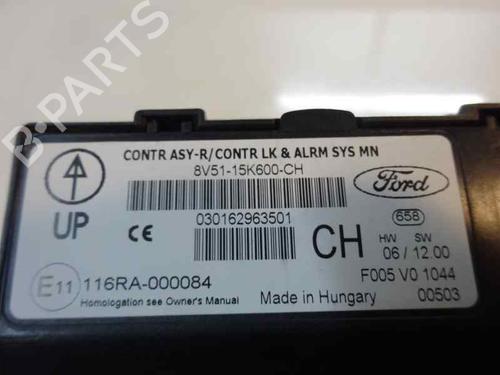 CONTR ASY-R/CONTR LK & ALRM SYS MN
8V51-15K600-CH
Ford
UP
CE
030162963501
CH
658
HW SW
06 / 12.00
E11 116RA-000084
Homologation see Owner's Manual
Made in Hungary
F005 V0 1044
00503
B-PARTS